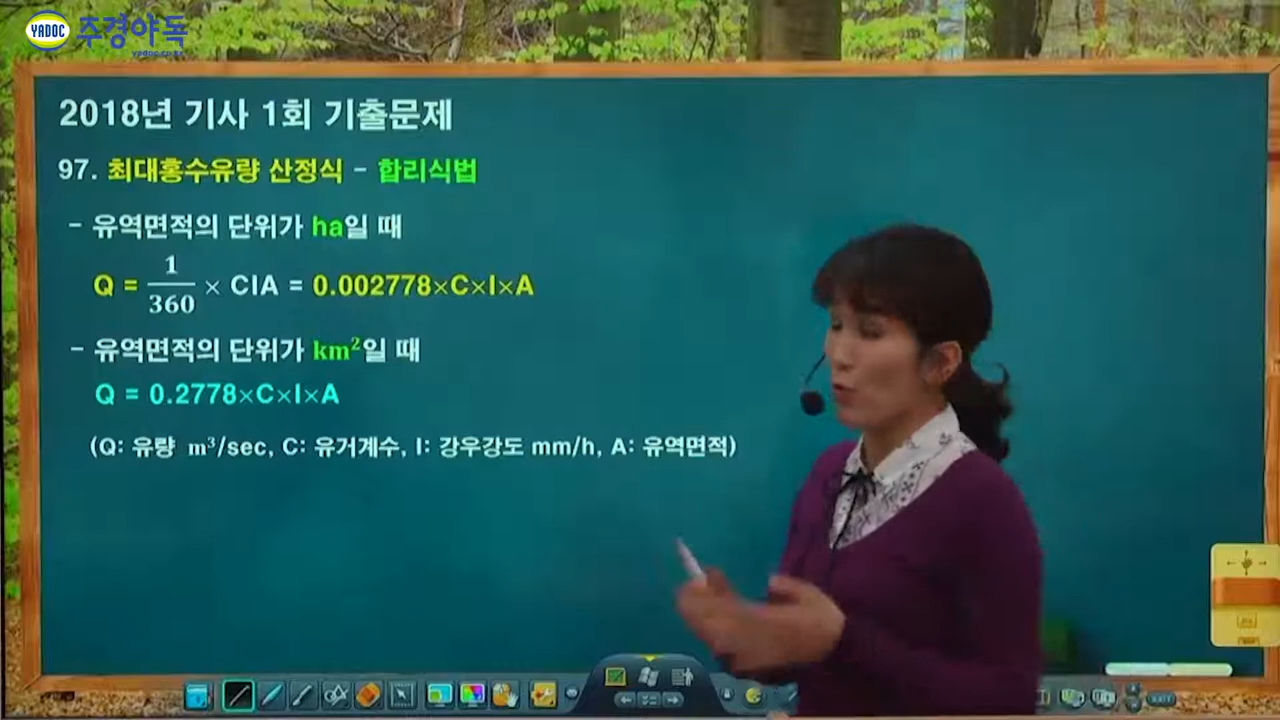 YADOC 주경야독
yadoc.co.kr
2018년 기사 1회 기출문제
97. 최대홍수유량 산정식 - 합리식법
- 유역면적의 단위가 ha일 때
Q = 1/360 × CIA = 0.002778×C×I×A
- 유역면적의 단위가 km²일 때
Q = 0.2778×C×I×A
(Q: 유량 m³/sec, C: 유거계수, I: 강우강도 mm/h, A: 유역면적)